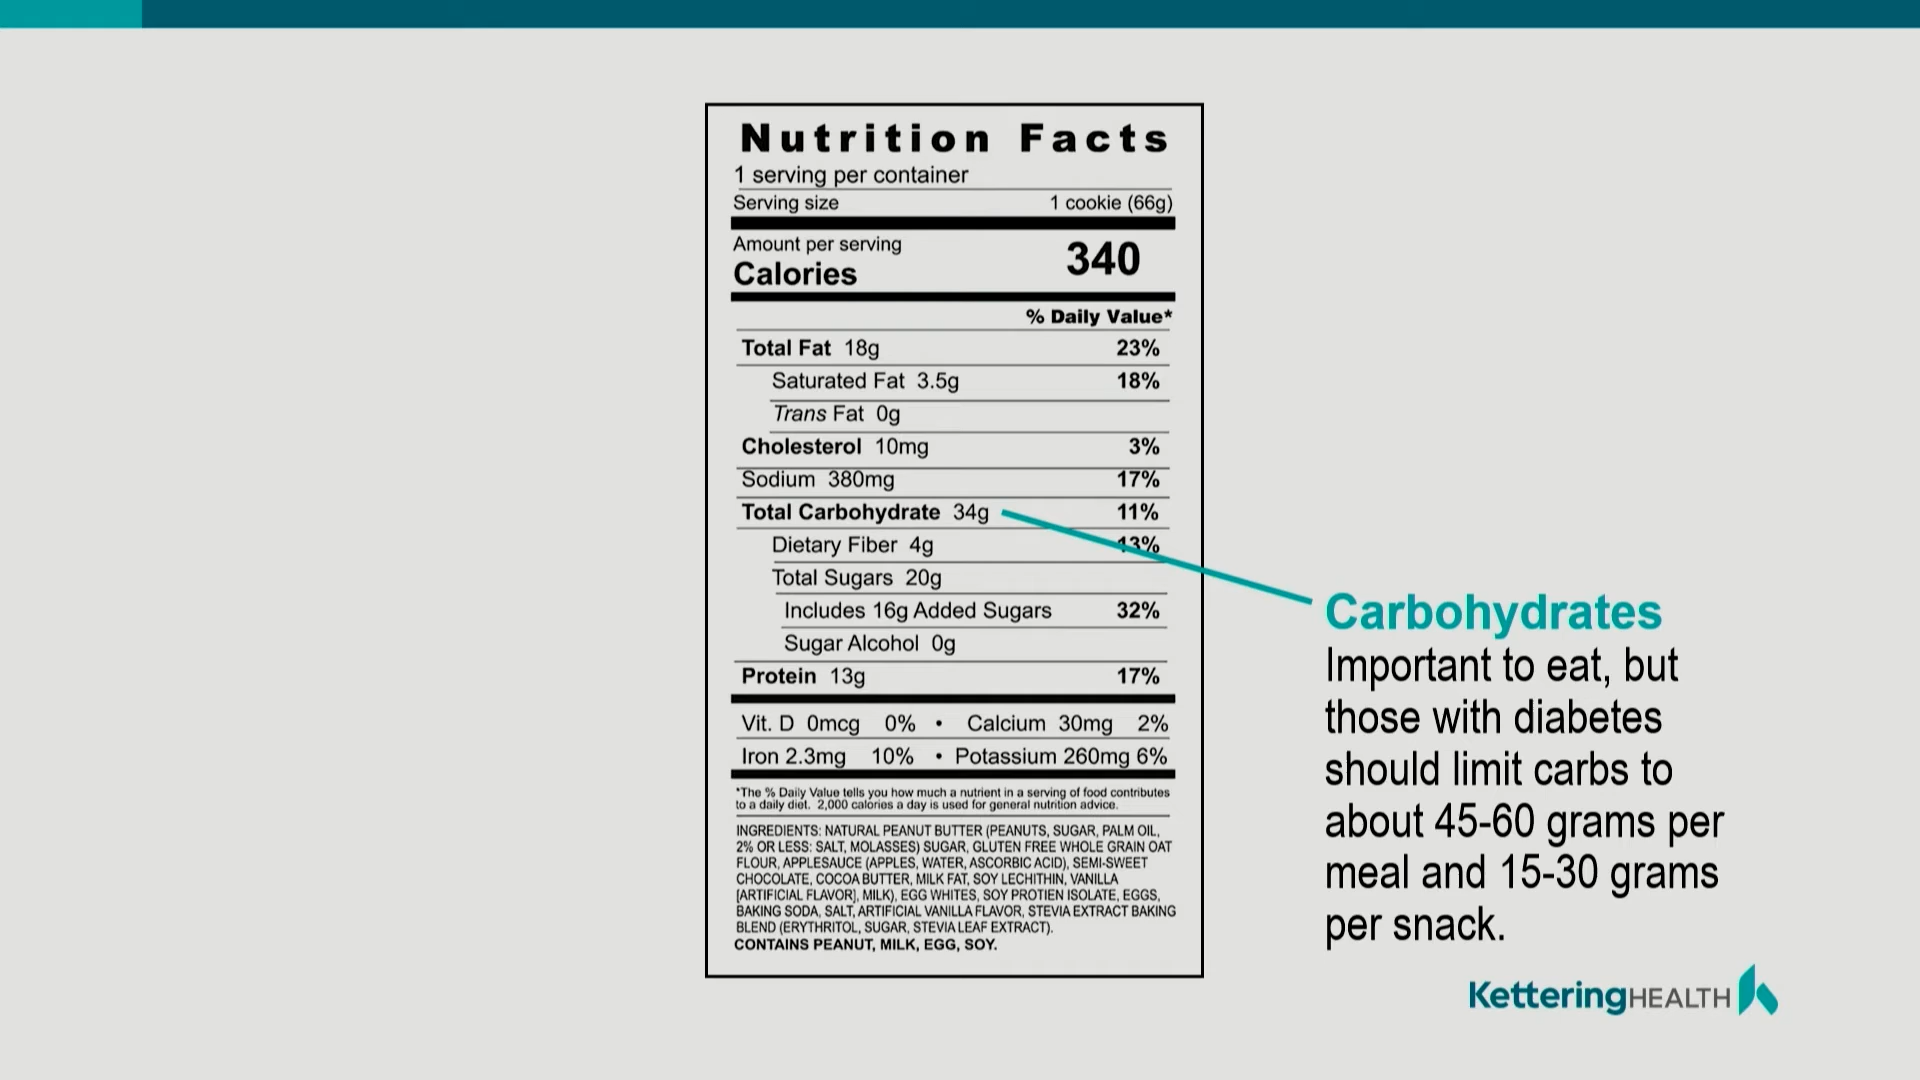 Nutrition Facts
1 serving per container
Serving size 1 cookie (66g)
Amount per serving
Calories 340
% Daily Value*
Total Fat 18g 23%
Saturated Fat 3.5g 18%
Trans Fat 0g
Cholesterol 10mg 3%
Sodium 380mg 17%
Total Carbohydrate 34g 11%
Dietary Fiber 4g 13%
Total Sugars 20g
Includes 16g Added Sugars 32%
Sugar Alcohol 0g
Protein 13g 17%
Vit. D 0mcg 0% • Calcium 30mg 2%
Iron 2.3mg 10% • Potassium 260mg 6%
*The % Daily Value tells you how much a nutrient in a serving of food contributes
to a daily diet. 2,000 calories a day is used for general nutrition advice.
INGREDIENTS: NATURAL PEANUT BUTTER (PEANUTS, SUGAR, PALM OIL,
2% OR LESS: SALT, MOLASSES) SUGAR, GLUTEN FREE WHOLE GRAIN OAT
FLOUR, APPLESAUCE (APPLES, WATER, ASCORBIC ACID), SEMI-SWEET
CHOCOLATE, COCOA BUTTER, MILK FAT, SOY LECHITHIN, VANILLA
[ARTIFICIAL FLAVOR], MILK), EGG WHITES, SOY PROTIEN ISOLATE, EGGS,
BAKING SODA, SALT, ARTIFICIAL VANILLA FLAVOR, STEVIA EXTRACT BAKING
BLEND (ERYTHRITOL, SUGAR, STEVIA LEAF EXTRACT).
CONTAINS PEANUT, MILK, EGG, SOY.
Carbohydrates
Important to eat, but
those with diabetes
should limit carbs to
about 45-60 grams per
meal and 15-30 grams
per snack.
Kettering HEALTH